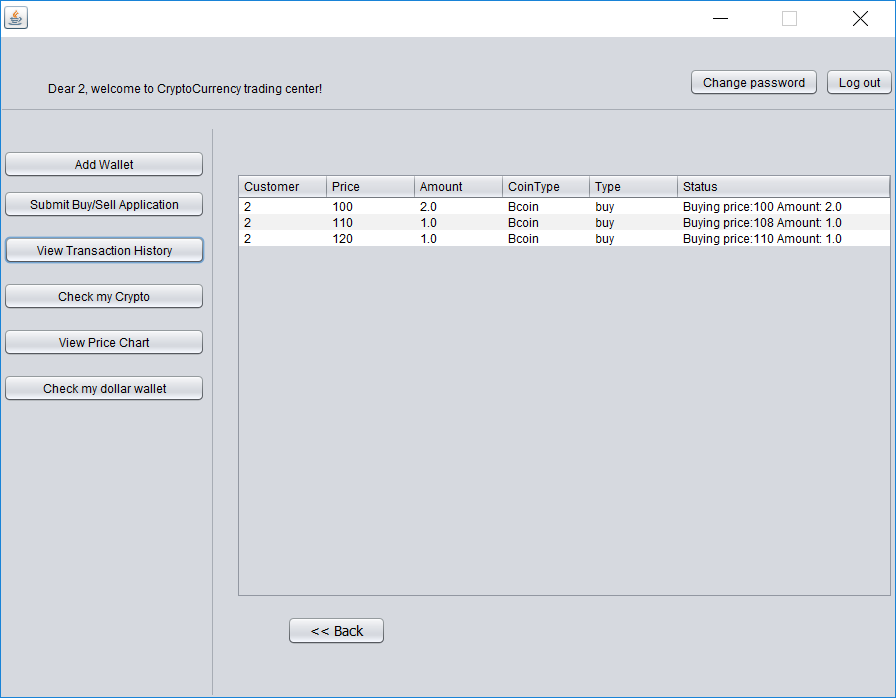 Dear 2, welcome to CryptoCurrency trading center!
Change password
Log out
Add Wallet
Submit Buy/Sell Application
View Transaction History
Check my Crypto
View Price Chart
Check my dollar wallet
Customer Price Amount CoinType Type Status
2 100 2.0 Bcoin buy Buying price:100 Amount: 2.0
2 110 1.0 Bcoin buy Buying price:108 Amount: 1.0
2 120 1.0 Bcoin buy Buying price:110 Amount: 1.0
<< Back